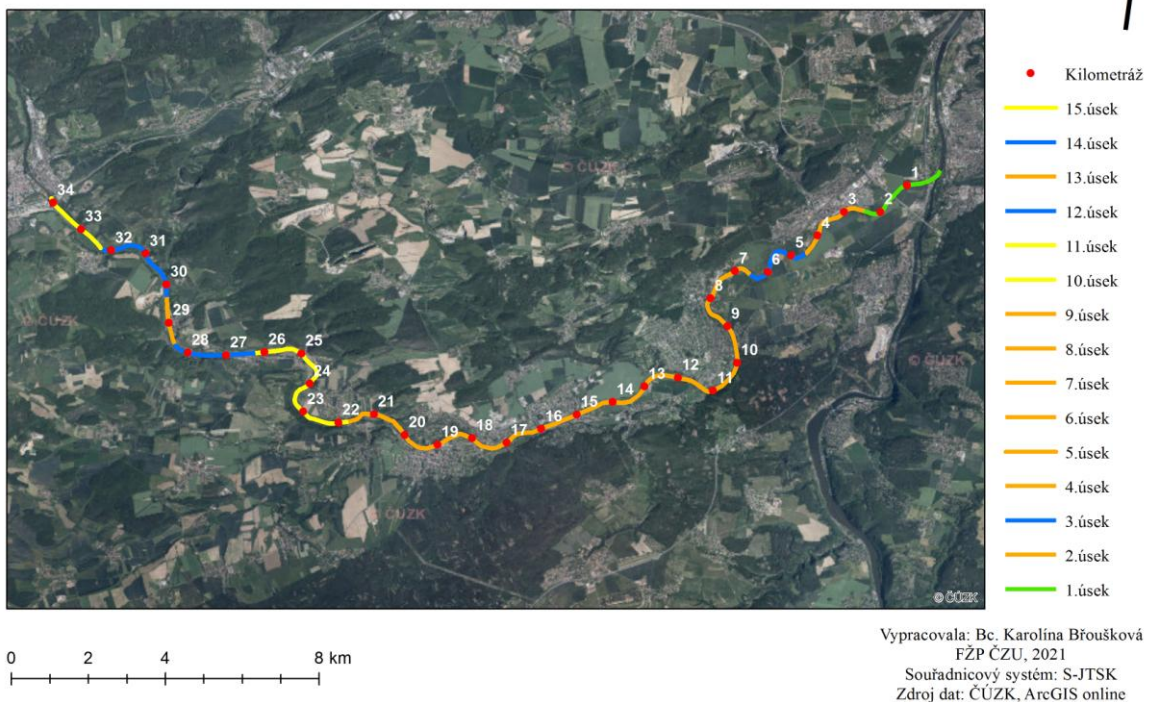 Kilometráž
15.úsek
14.úsek
13.úsek
12.úsek
11.úsek
10.úsek
9.úsek
8.úsek
7.úsek
6.úsek
5.úsek
4.úsek
3.úsek
2.úsek
1.úsek
34
33
32
31
30
29
28
27
26
25
24
23
22
21
20
19
18
17
16
15
14
13
12
11
10
9
8
7
6
5
4
3
2
1
© ČÚZK
© ČÚZK
© ČÚZK
© ČÚZK
© ČÚZK
0 2 4 8 km
Vypracovala: Bc. Karolína Břoušková
FŽP ČZU, 2021
Souřadnicový systém: S-JTSK
Zdroj dat: ČÚZK, ArcGIS online